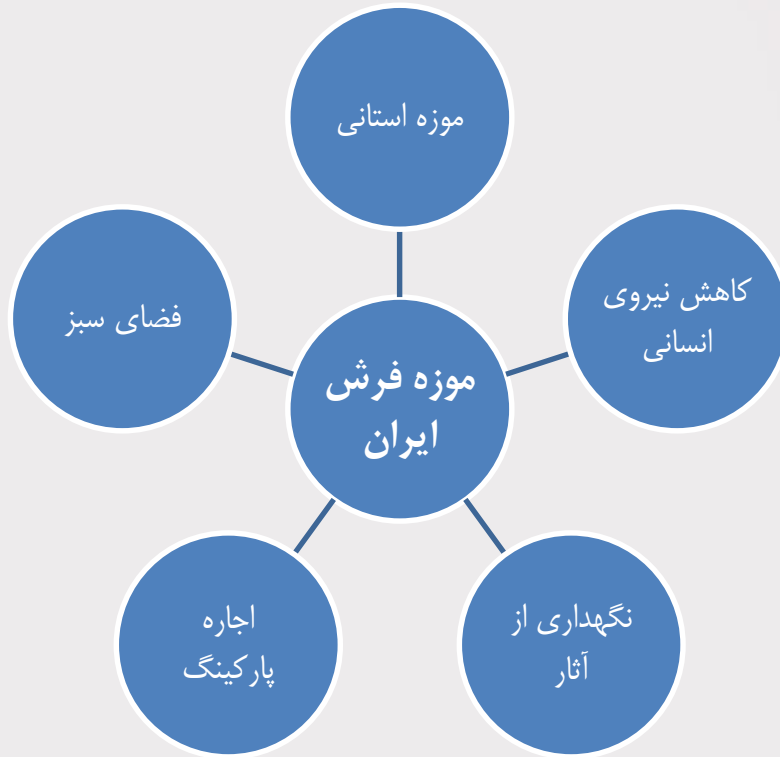 موزه استانی
کاهش نیروی
انسانی
فضای سبز
موزه فرش
ایران
نگهداری از
آثار
اجاره
پارکینگ